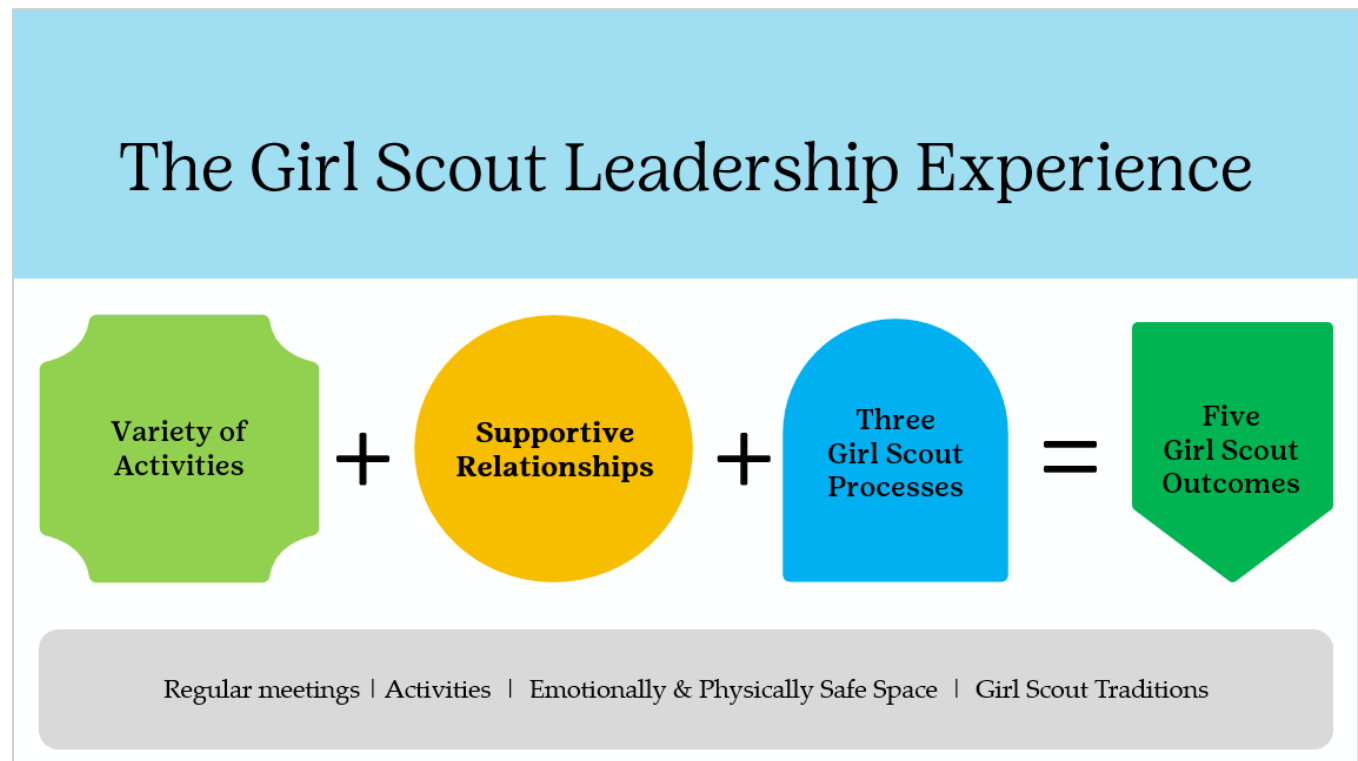 The Girl Scout Leadership Experience
Variety of
Activities
+
Supportive
Relationships
+
Three
Girl Scout
Processes
=
Five
Girl Scout
Outcomes
Regular meetings | Activities | Emotionally & Physically Safe Space | Girl Scout Traditions